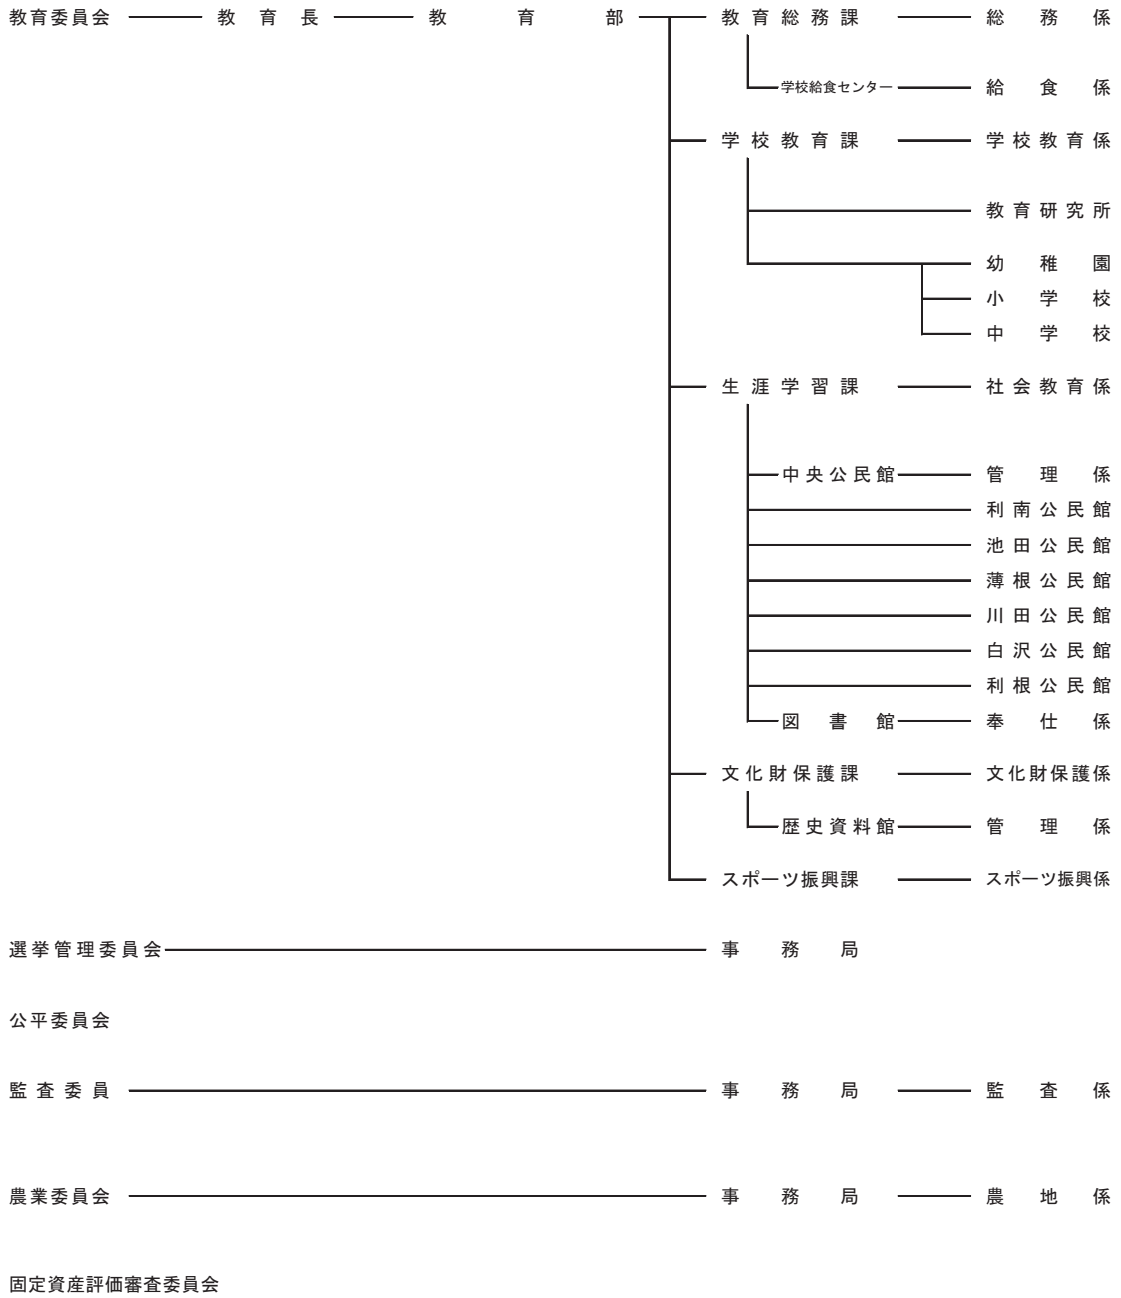 教育委員会 教育長 教育部 教育総務課 総務係
学校給食センター 給食係
学校教育課 学校教育係
教育研究所
幼稚園
小学校
中学校
生涯学習課 社会教育係
中央公民館 管理係
利南公民館
池田公民館
薄根公民館
川田公民館
白沢公民館
利根公民館
図書館 奉仕係
文化財保護課 文化財保護係
歴史資料館 管理係
スポーツ振興課 スポーツ振興係
選挙管理委員会 事務局
公平委員会
監査委員 事務局 監査係
農業委員会 事務局 農地係
固定資産評価審査委員会